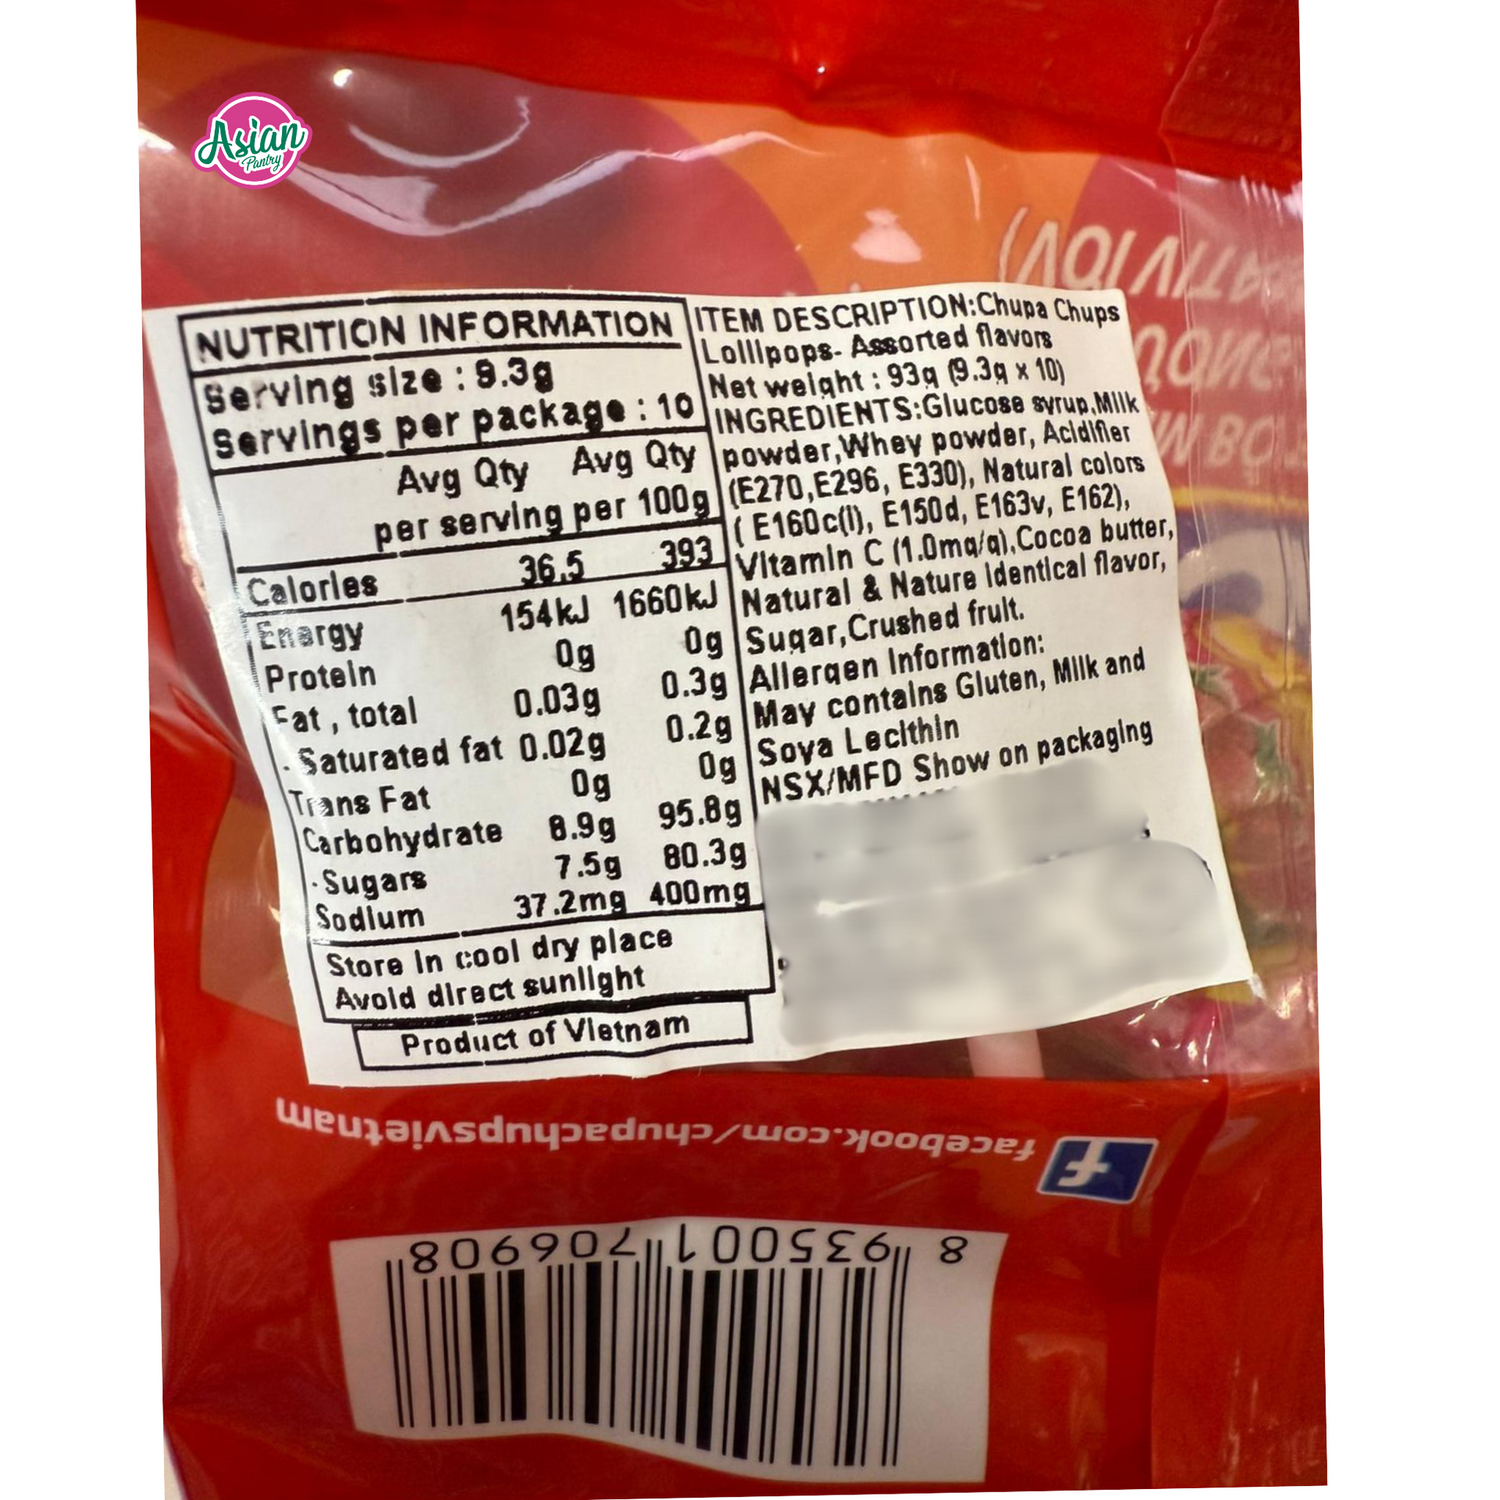 Asian
Pantry
NUTRITION INFORMATION
Serving size : 9.3g
Servings per package : 10
Avg Qty Avg Qty
per serving per 100g
Calories 36.5 393
Energy 154kJ 1660kJ
Protein 0g 0g
Fat , total 0.03g 0.3g
- Saturated fat 0.02g 0.2g
Trans Fat 0g 0g
Carbohydrate 8.9g 95.8g
- Sugars 7.5g 80.3g
Sodium 37.2mg 400mg
Store in cool dry place
Avoid direct sunlight
Product of Vietnam
ITEM DESCRIPTION:Chupa Chups
Lollipops- Assorted flavors
Net weight : 93g (9.3g x 10)
INGREDIENTS:Glucose syrup,Milk
powder,Whey powder, Acidifier
(E270,E296, E330), Natural colors
( E160c(i), E150d, E163v, E162),
Vitamin C (1.0mg/g),Cocoa butter,
Natural & Nature identical flavor,
Sugar,Crushed fruit.
Allergen Information:
May contains Gluten, Milk and
Soya Lecithin
NSX/MFD Show on packaging
facebook.com/chupachupsvietnam
8 935001 706908